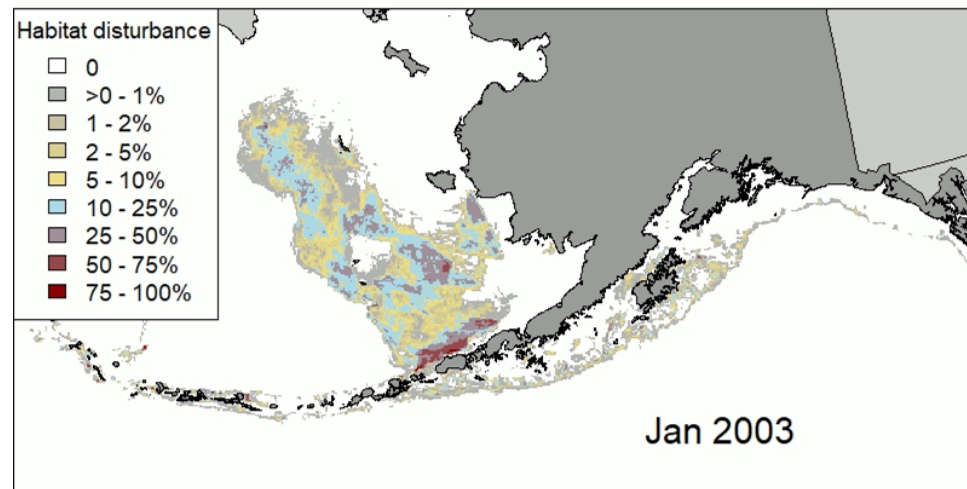 Habitat disturbance
0
>0 - 1%
1 - 2%
2 - 5%
5 - 10%
10 - 25%
25 - 50%
50 - 75%
75 - 100%
Jan 2003